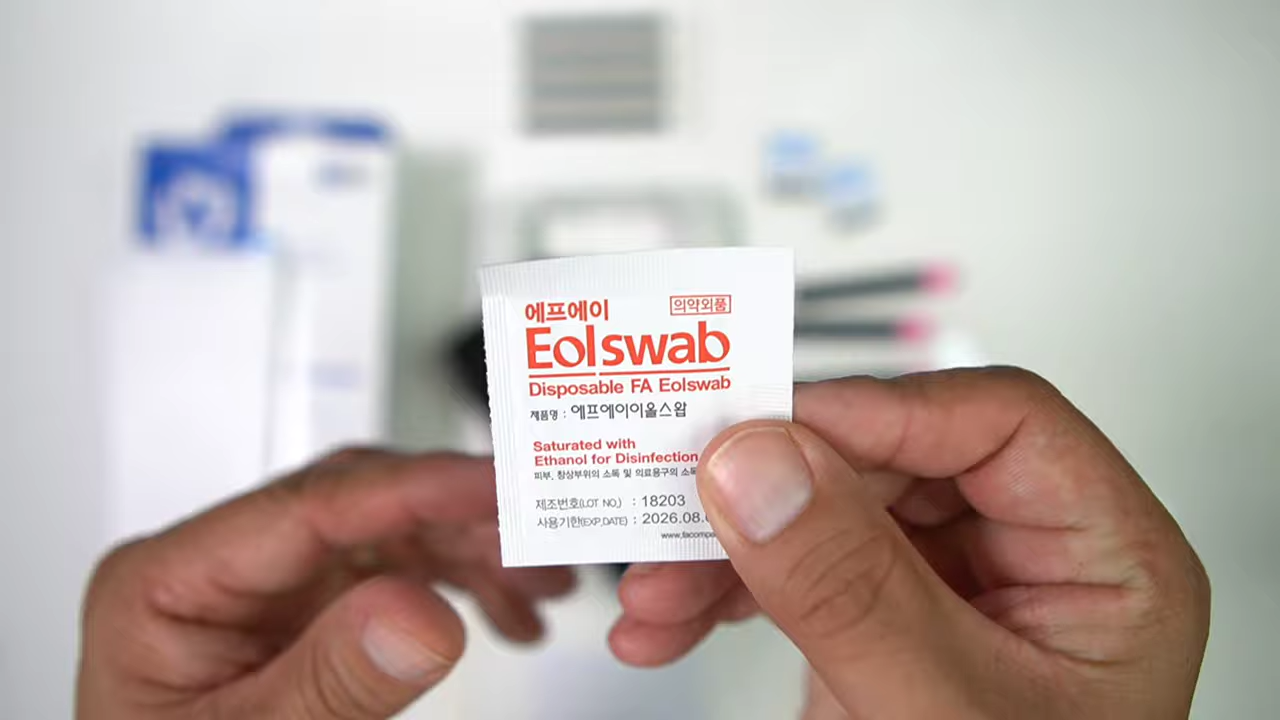 에프에이 의약외품
Eolswab
Disposable FA Eolswab
제품명 : 에프에이이올스왑
Saturated with
Ethanol for Disinfection
피부, 창상부위의 소독 및 의료용구의 소독
제조번호(LOT NO.) : 18203
사용기한(EXP.DATE) : 2026.08.